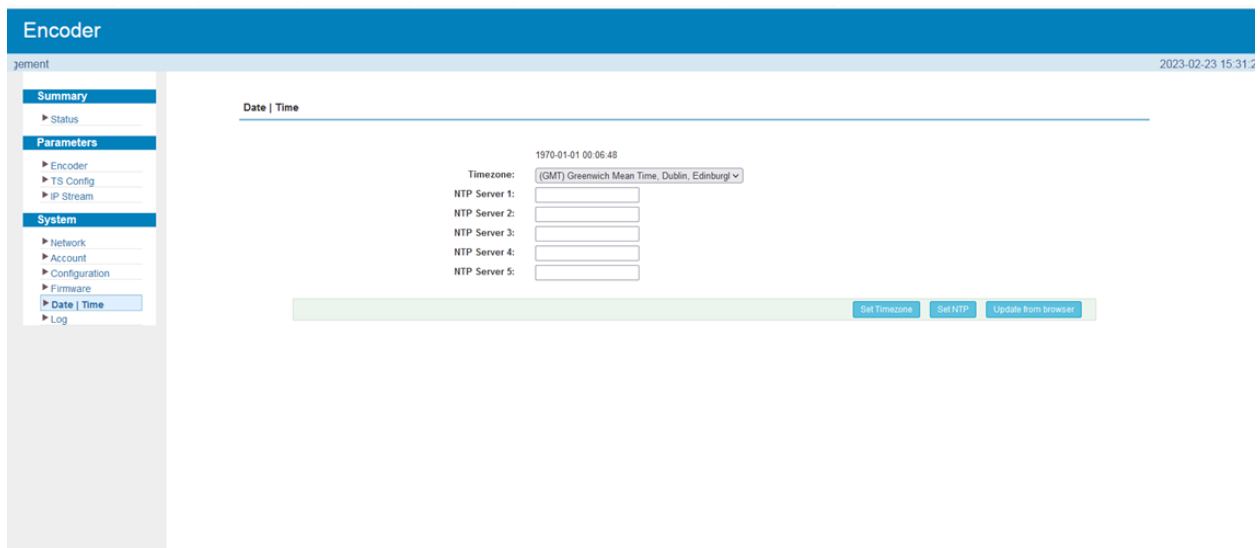 Encoder
gement
2023-02-23 15:31:2
Summary
Status
Parameters
Encoder
TS Config
IP Stream
System
Network
Account
Configuration
Firmware
Date | Time
Log
Date | Time
1970-01-01 00:06:48
Timezone: (GMT) Greenwich Mean Time, Dublin, Edinburgl
NTP Server 1:
NTP Server 2:
NTP Server 3:
NTP Server 4:
NTP Server 5:
Set Timezone Set NTP Update from browser